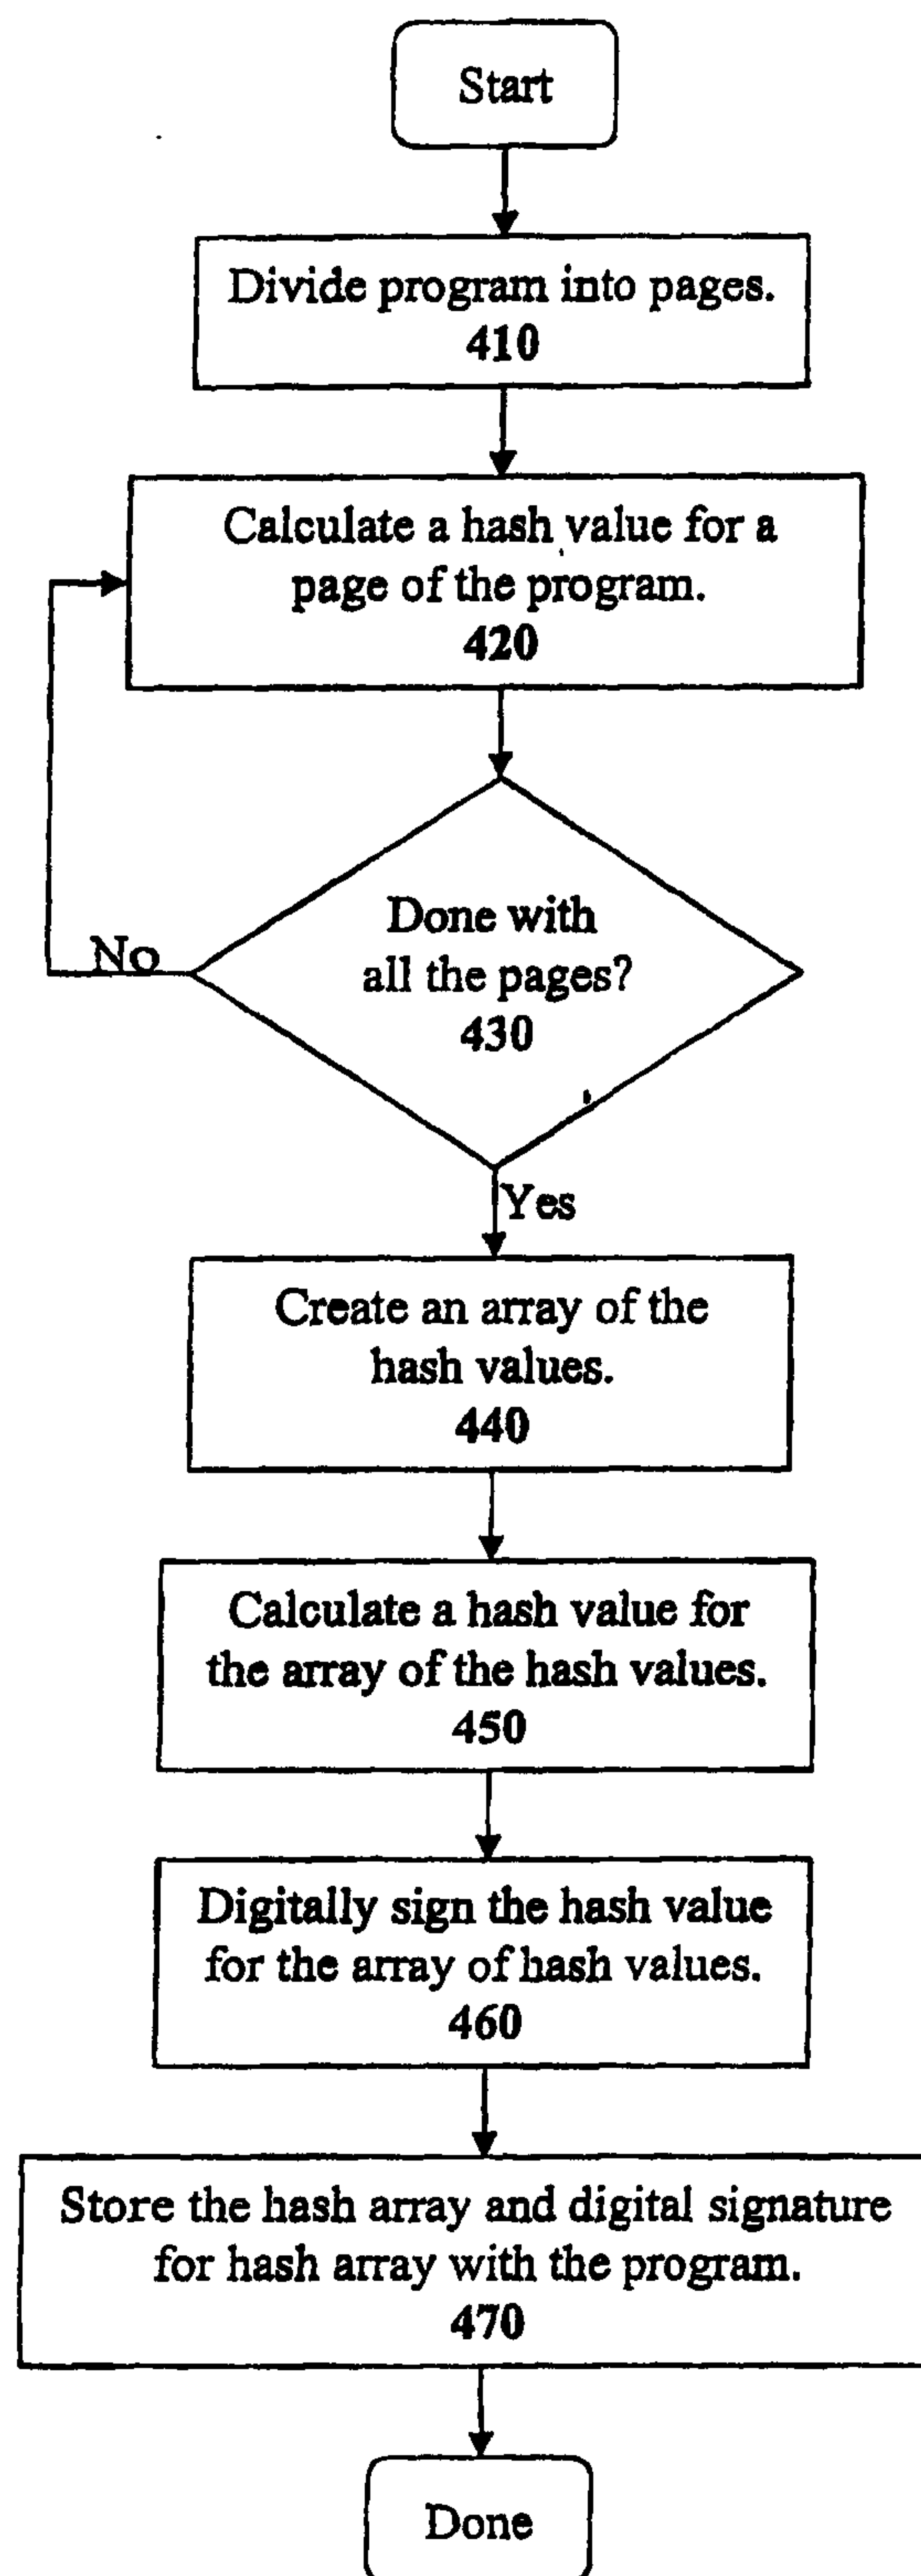 Start
Divide program into pages.
410
Calculate a hash value for a
page of the program.
420
Done with
all the pages?
430
No
Yes
Create an array of the
hash values.
440
Calculate a hash value for
the array of the hash values.
450
Digitally sign the hash value
for the array of hash values.
460
Store the hash array and digital signature
for hash array with the program.
470
Done